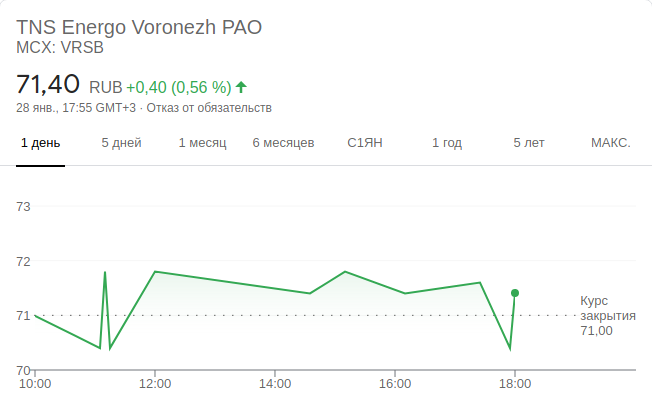 TNS Energo Voronezh PAO
MCX: VRSB
71,40 RUB +0,40 (0,56 %)
28 янв., 17:55 GMT+3 · Отказ от обязательств
1 день 5 дней 1 месяц 6 месяцев С1ЯН 1 год 5 лет МАКС.
73
72
71
70
Курс
закрытия
71,00
10:00 12:00 14:00 16:00 18:00